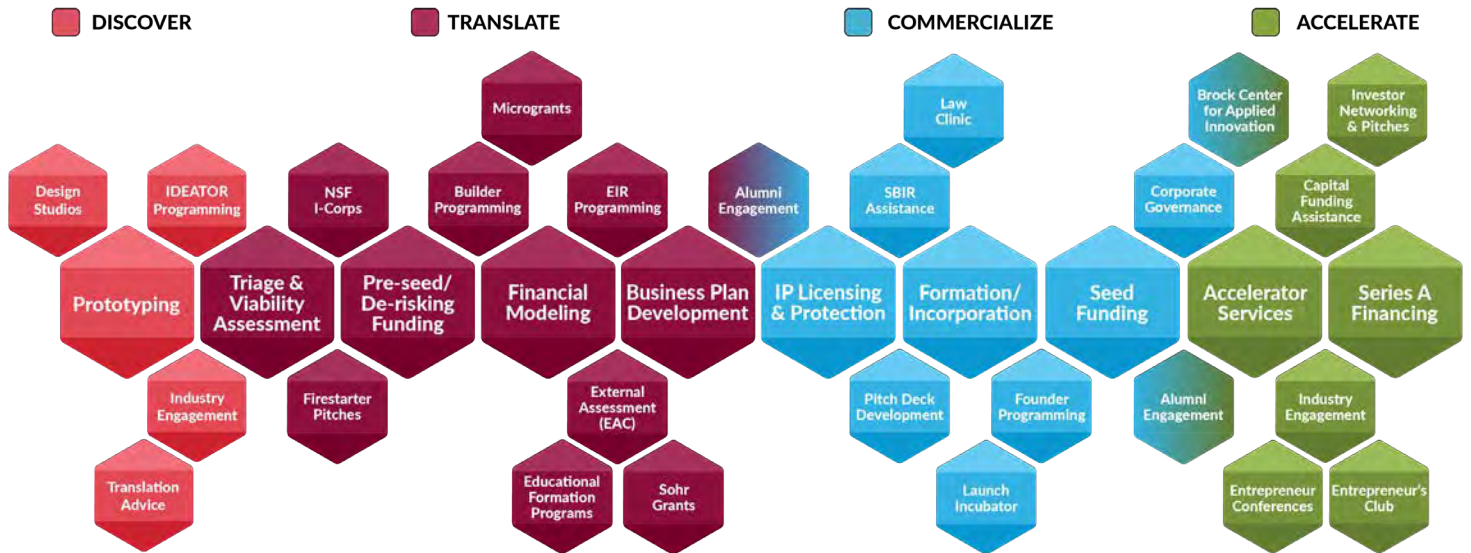 DISCOVER
TRANSLATE
COMMERCIALIZE
ACCELERATE
Microgrants
Law
Clinic
Brock Center
for Applied
Innovation
Investor
Networking
& Pitches
Design
Studios
IDEATOR
Programming
NSF
I-Corps
Builder
Programming
EIR
Programming
Alumni
Engagement
SBIR
Assistance
Corporate
Governance
Capital
Funding
Assistance
Prototyping
Triage &
Viability
Assessment
Pre-seed/
De-risking
Funding
Financial
Modeling
Business Plan
Development
IP Licensing
& Protection
Formation/
Incorporation
Seed
Funding
Accelerator
Services
Series A
Financing
Industry
Engagement
Firestarter
Pitches
External
Assessment
(EAC)
Pitch Deck
Development
Founder
Programming
Alumni
Engagement
Industry
Engagement
Translation
Advice
Educational
Formation
Programs
Sohr
Grants
Launch
Incubator
Entrepreneur
Conferences
Entrepreneur's
Club